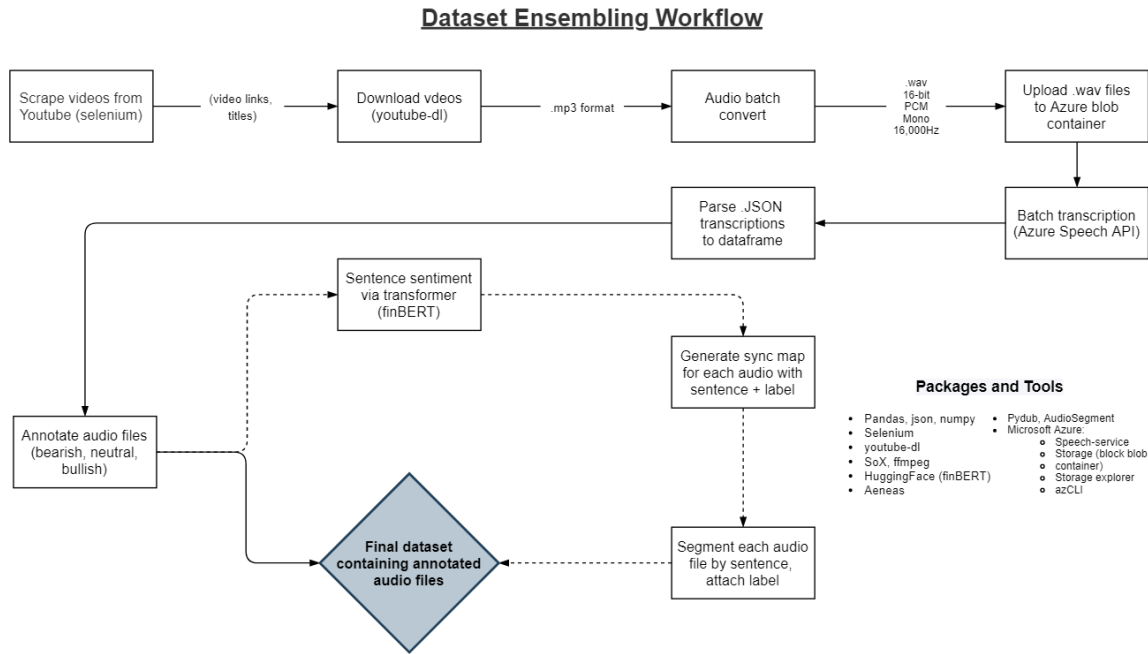 Dataset Ensembling Workflow
Scrape videos from
Youtube (selenium)
(video links,
titles)
Download vdeos
(youtube-dl)
.mp3 format
Audio batch
convert
.wav
16-bit
PCM
Mono
16,000Hz
Upload .wav files
to Azure blob
container
Batch transcription
(Azure Speech API)
Parse .JSON
transcriptions
to dataframe
Annotate audio files
(bearish, neutral,
bullish)
Sentence sentiment
via transformer
(finBERT)
Generate sync map
for each audio with
sentence + label
Segment each audio
file by sentence,
attach label
Final dataset
containing annotated
audio files
Packages and Tools
Pandas, json, numpy
Selenium
youtube-dl
SoX, ffmpeg
HuggingFace (finBERT)
Aeneas
Pydub, AudioSegment
Microsoft Azure:
Speech-service
Storage (block blob
container)
Storage explorer
azCLI